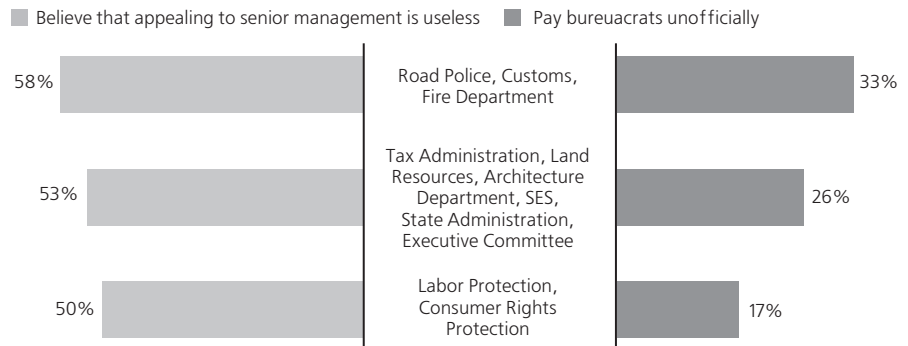 Believe that appealing to senior management is useless
Pay bureuacrats unofficially
58%
Road Police, Customs,
Fire Department
33%
53%
Tax Administration, Land
Resources, Architecture
Department, SES,
State Administration,
Executive Committee
26%
50%
Labor Protection,
Consumer Rights
Protection
17%